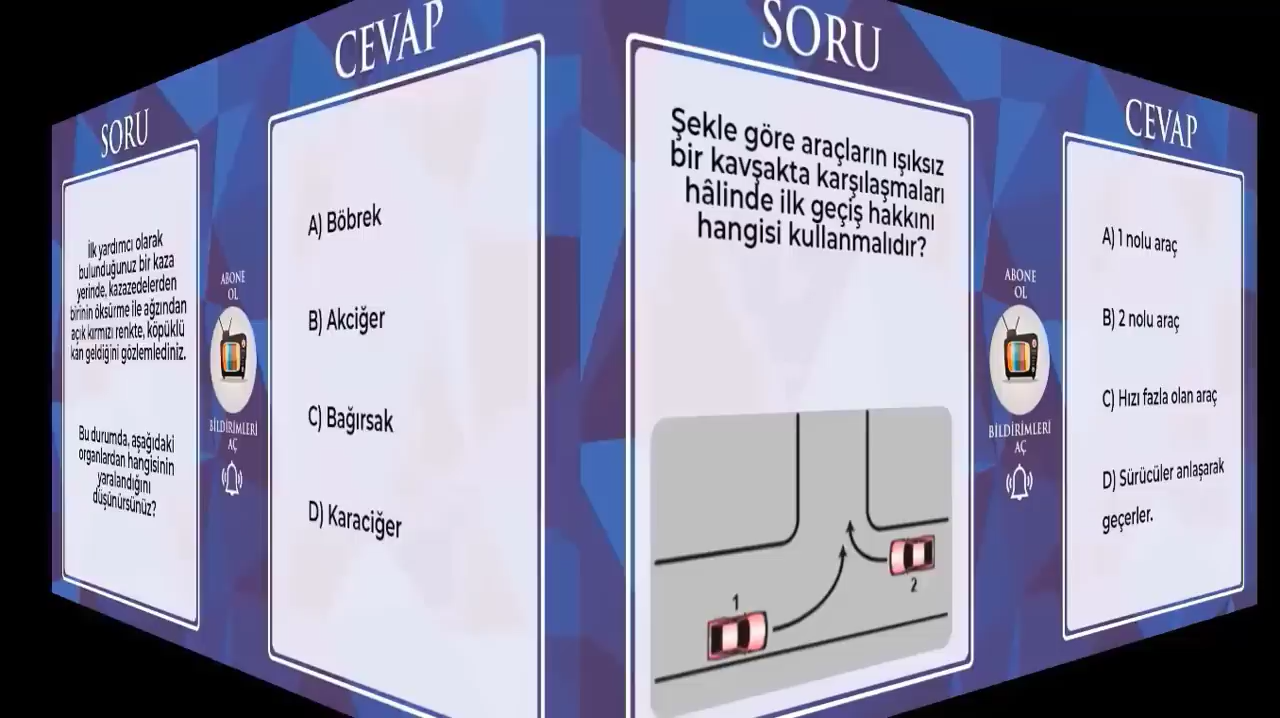 SORU
İlk yardımcı olarak
bulunduğunuz bir kaza
yerinde, kazazedelerden
birinin öksürme ile ağzından
açık kırmızı renkte, köpüklü
kan geldiğini gözlemlediniz.
Bu durumda, aşağıdaki
organlardan hangisinin
yaralandığını
düşünürsünüz?
ABONE
OL
BİLDİRİMLERİ
AÇ
CEVAP
A) Böbrek
B) Akciğer
C) Bağırsak
D) Karaciğer
SORU
Şekle göre araçların ışıksız
bir kavşakta karşılaşmaları
hâlinde ilk geçiş hakkını
hangisi kullanmalıdır?
1
2
ABONE
OL
BİLDİRİMLERİ
AÇ
CEVAP
A) 1 nolu araç
B) 2 nolu araç
C) Hızı fazla olan araç
D) Sürücüler anlaşarak
geçerler.